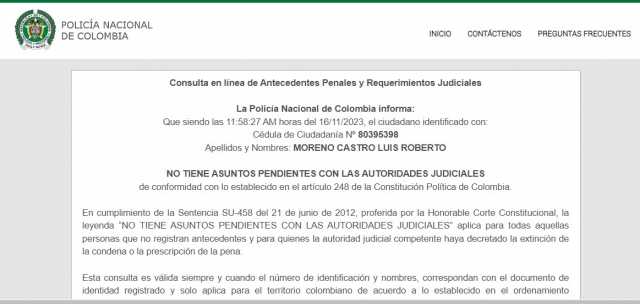 POLICÍA NACIONAL
DE COLOMBIA
INICIO CONTÁCTENOS PREGUNTAS FRECUENTES
Consulta en línea de Antecedentes Penales y Requerimientos Judiciales
La Policía Nacional de Colombia informa:
Que siendo las 11:58:27 AM horas del 16/11/2023, el ciudadano identificado con:
Cédula de Ciudadanía Nº 80395398
Apellidos y Nombres: MORENO CASTRO LUIS ROBERTO
NO TIENE ASUNTOS PENDIENTES CON LAS AUTORIDADES JUDICIALES
de conformidad con lo establecido en el artículo 248 de la Constitución Política de Colombia.
En cumplimiento de la Sentencia SU-458 del 21 de junio de 2012, proferida por la Honorable Corte Constitucional, la
leyenda "NO TIENE ASUNTOS PENDIENTES CON LAS AUTORIDADES JUDICIALES" aplica para todas aquellas
personas que no registran antecedentes y para quienes la autoridad judicial competente haya decretado la extinción de
la condena o la prescripción de la pena.
Esta consulta es válida siempre y cuando el número de identificación y nombres, correspondan con el documento de
identidad registrado y solo aplica para el territorio colombiano de acuerdo a lo establecido en el ordenamiento